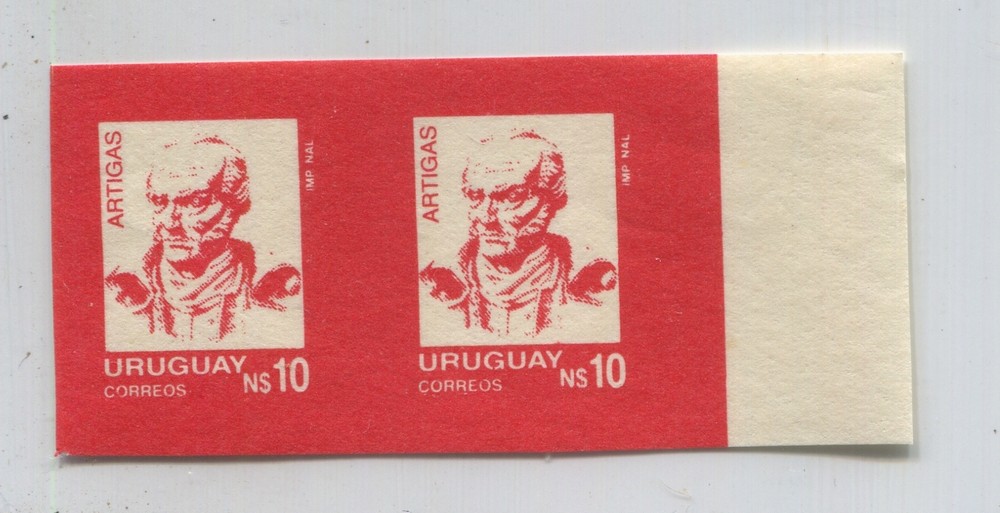 ARTIGAS
IMP NAL
URUGUAY
CORREOS
N$ 10
ARTIGAS
IMP NAL
URUGUAY
CORREOS
N$ 10